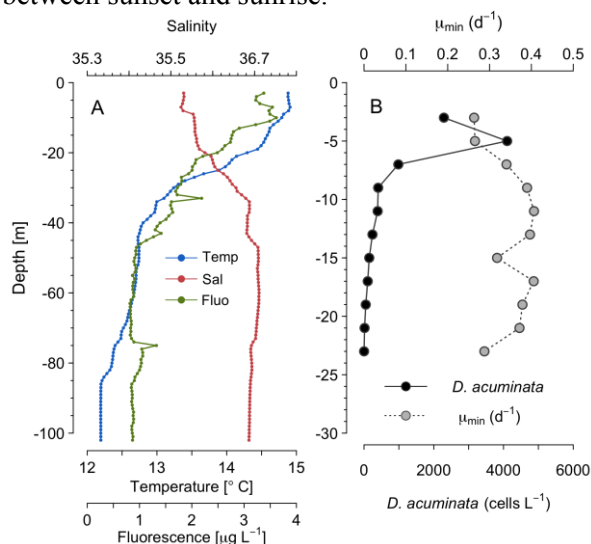 between sunset and sunrise.
Salinity
35.3 35.5 36.7
μmin (d⁻¹)
0 0.1 0.2 0.3 0.4 0.5
A
B
0
-20
-40
-60
-80
-100
Depth [m]
Temp
Sal
Fluo
0
-5
-10
-15
-20
-25
-30
D. acuminata
μmin (d⁻¹)
12 13 14 15
Temperature [° C]
0 1 2 3 4
Fluorescence [μg L⁻¹]
0 2000 4000 6000
D. acuminata (cells L⁻¹)